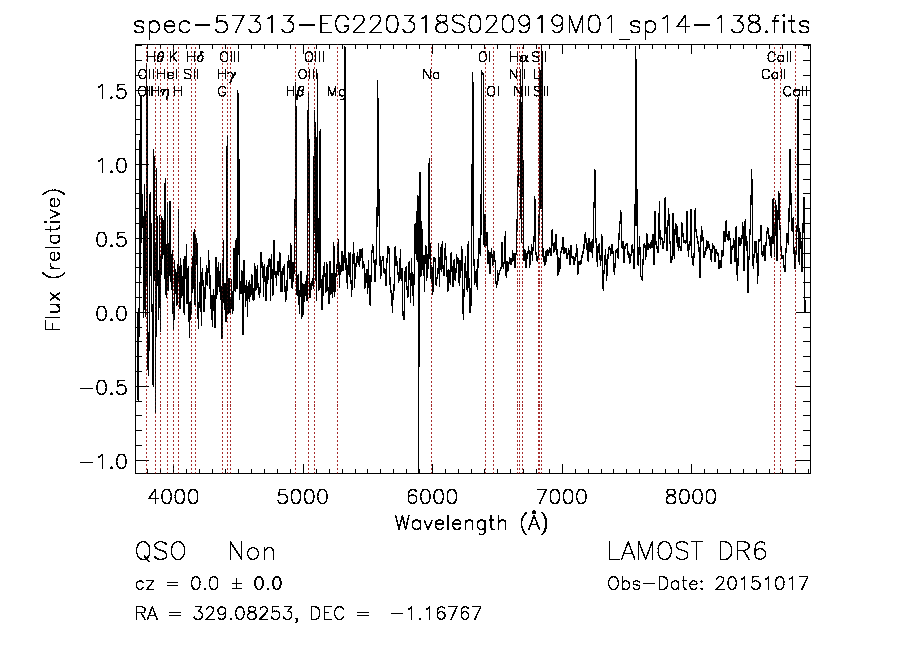 spec-57313-EG220318S020919M01_sp14-138.fits
Hθ K Hδ OIII OIII OI Hα SII CaII
OII HeI SII Hγ OIII Na NII Li CaII
OII Hη H G Hβ Mg OI NII SII CaII
1.5
1.0
0.5
0.0
−0.5
−1.0
Flux (relative)
4000 5000 6000 7000 8000
Wavelength (Å)
QSO Non LAMOST DR6
cz = 0.0 ± 0.0 Obs-Date: 20151017
RA = 329.08253, DEC = −1.16767